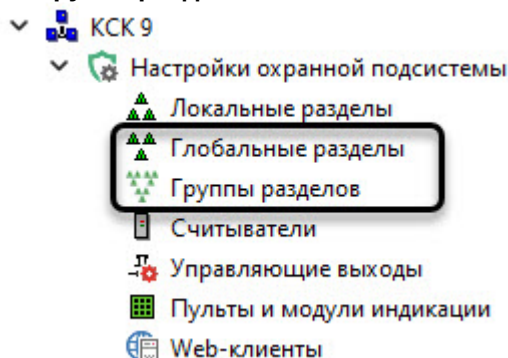 КСК 9
Настройки охранной подсистемы
Локальные разделы
Глобальные разделы
Группы разделов
Считыватели
Управляющие выходы
Пульты и модули индикации
Web-клиенты